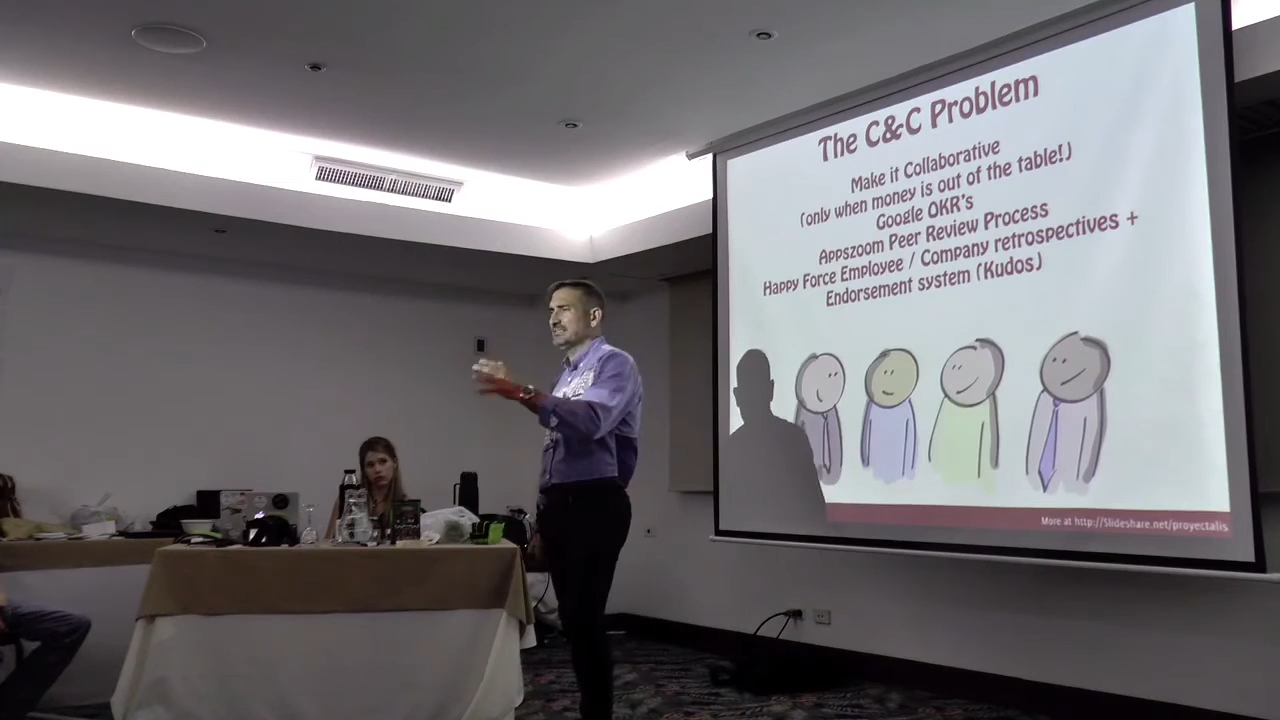 The C&C Problem
Make it Collaborative
(only when money is out of the table!)
Google OKR's
Appszoom Peer Review Process
Happy Force Employee / Company retrospectives +
Endorsement system (Kudos)
More at http://Slideshare.net/proyectalis